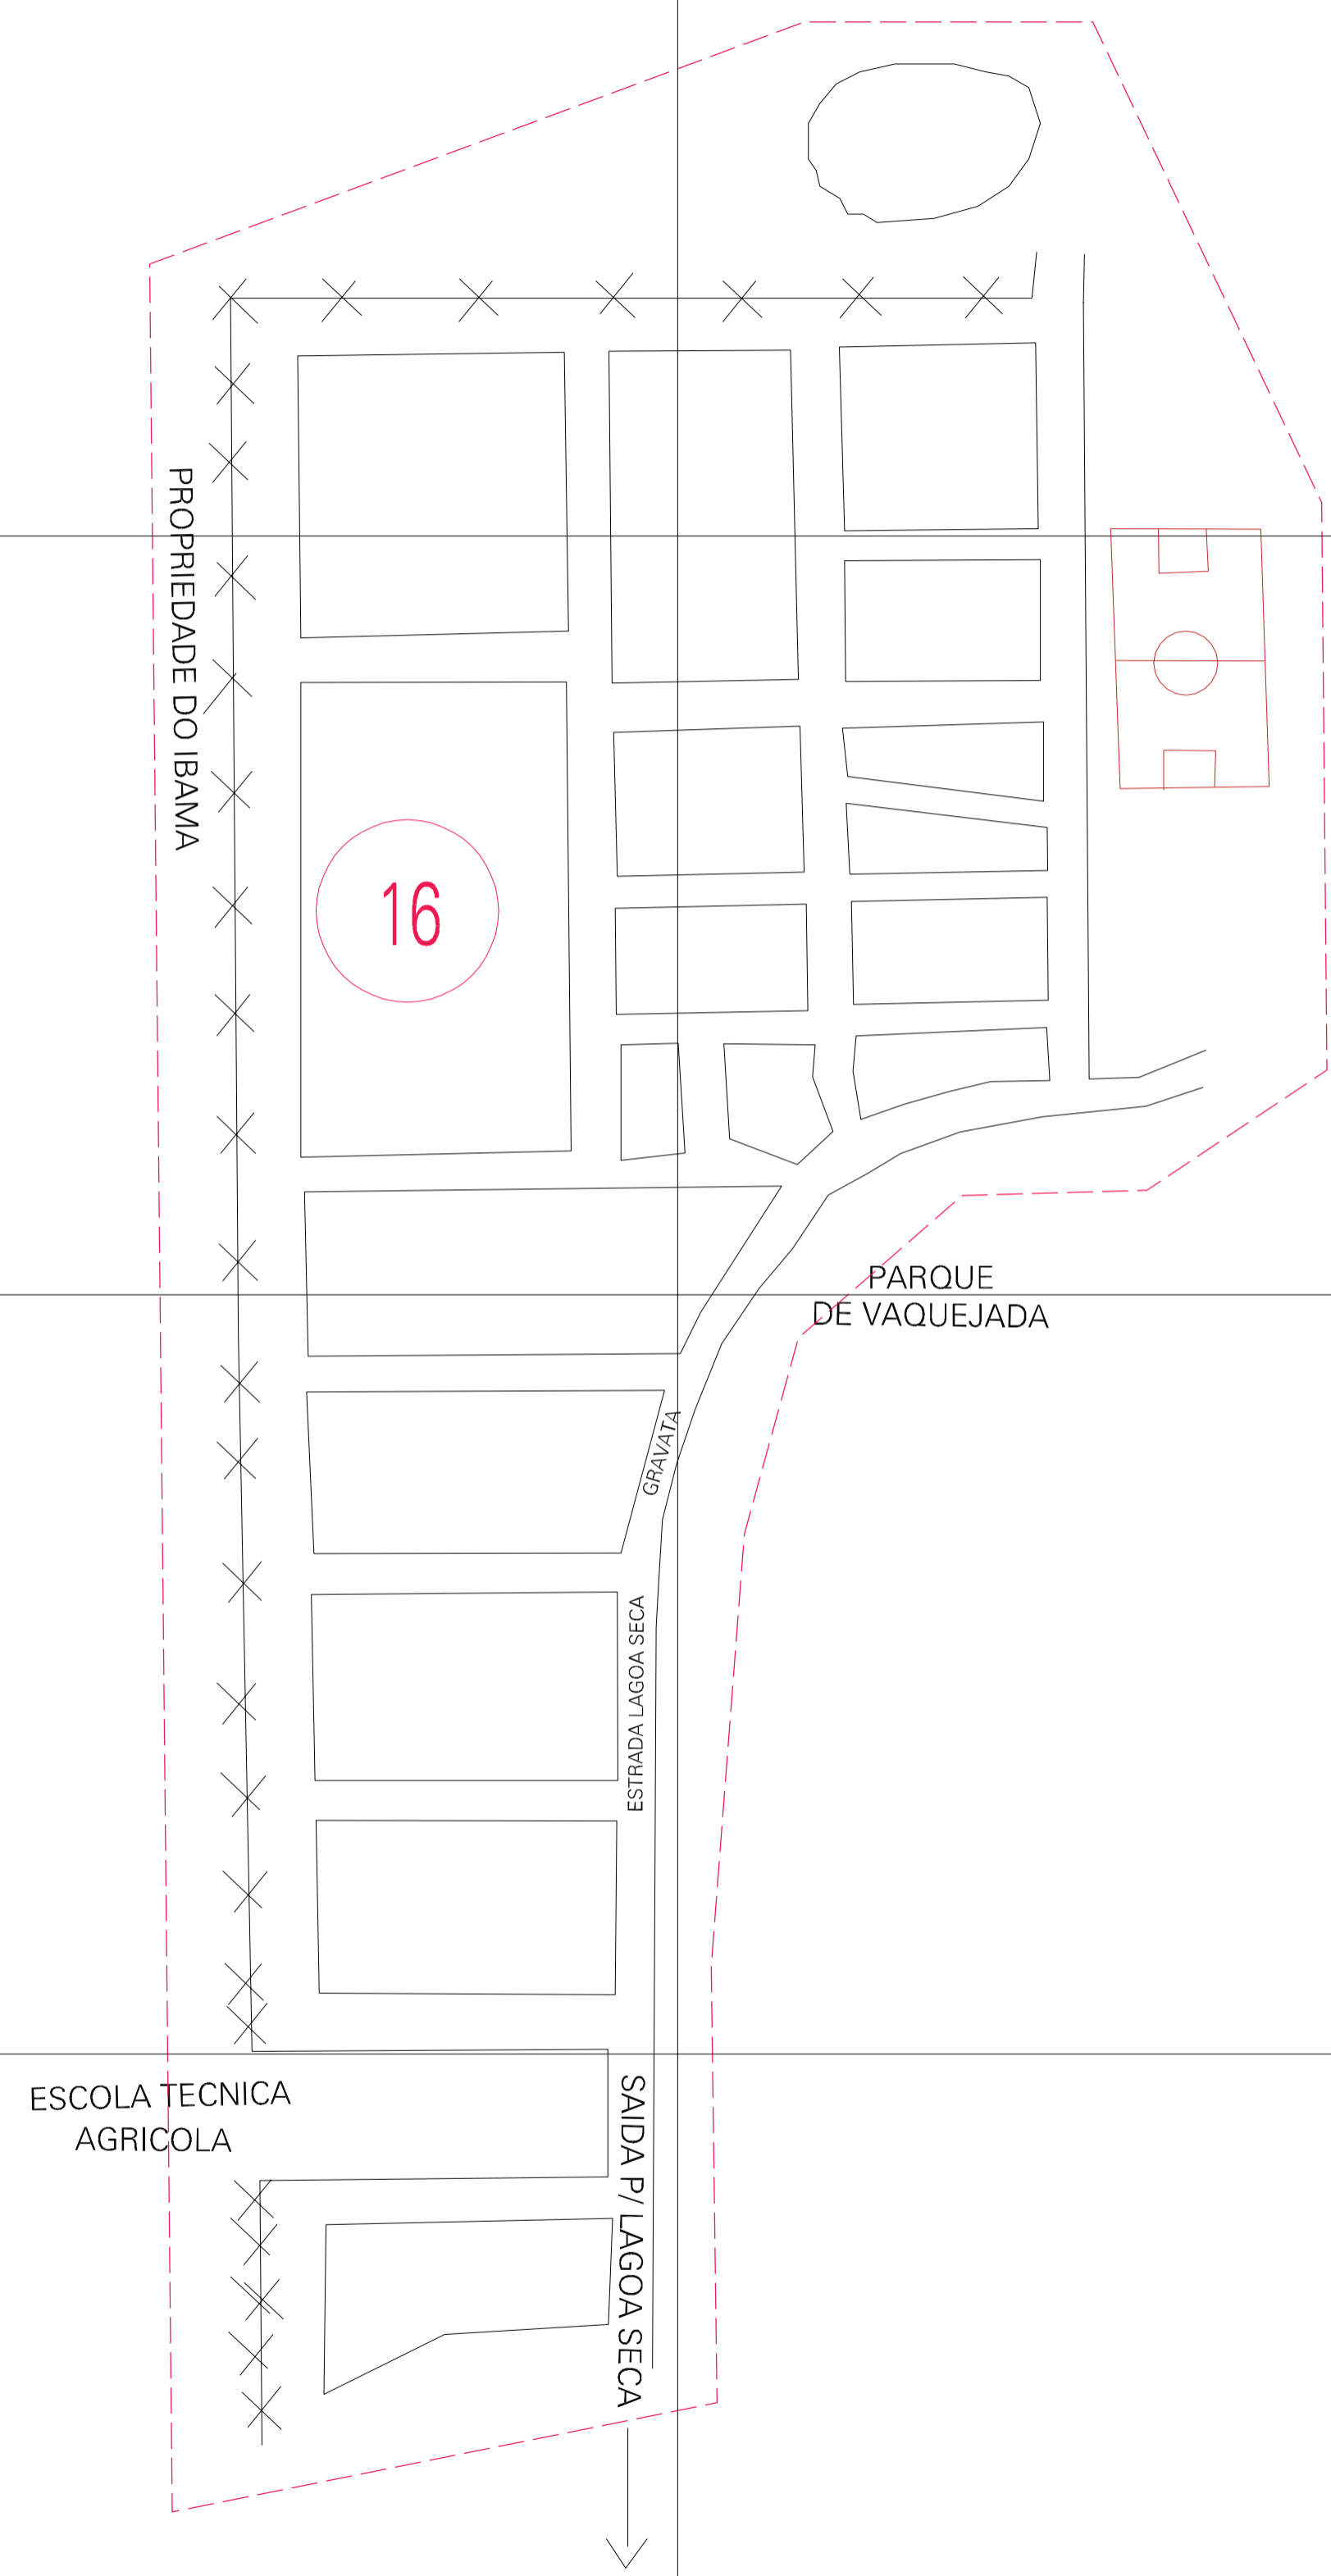 PROPRIEDADE DO IBAMA
16
PARQUE
DE VAQUEJADA
GRAVATA
ESTRADA LAGOA SECA
ESCOLA TECNICA
AGRICOLA
SAIDA P/ LAGOA SECA